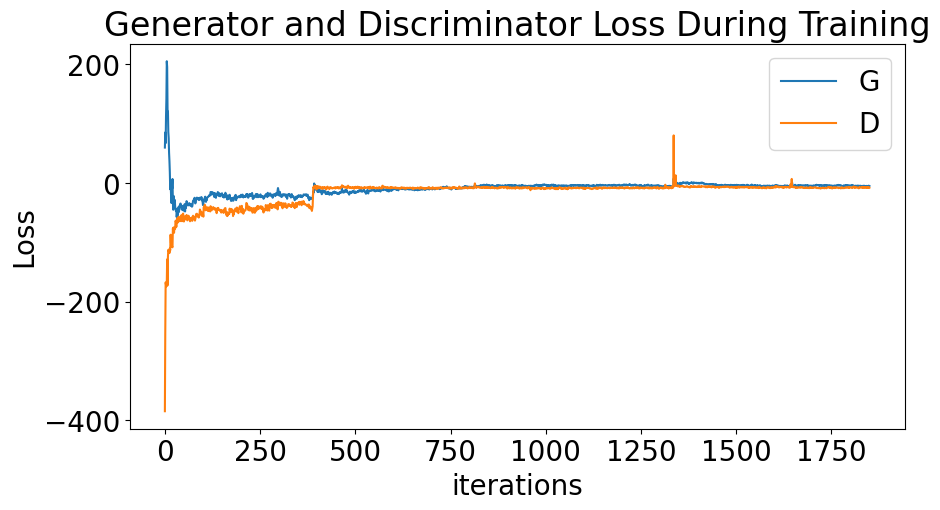 Generator and Discriminator Loss During Training
G
D
200
0
−200
−400
Loss
0 250 500 750 1000 1250 1500 1750
iterations